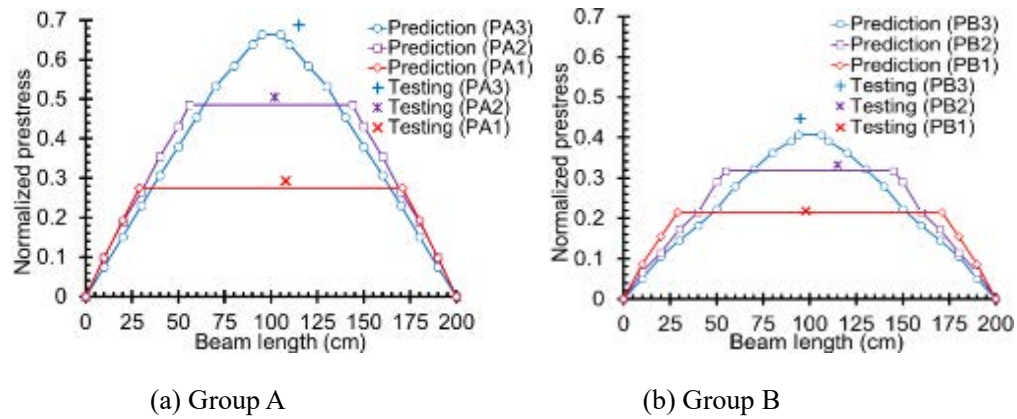 0.7
0.6
0.5
0.4
0.3
0.2
0.1
0
Normalized prestress
Prediction (PA3)
Prediction (PA2)
Prediction (PA1)
Testing (PA3)
Testing (PA2)
Testing (PA1)
0 25 50 75 100 125 150 175 200
Beam length (cm)
(a) Group A
0.7
0.6
0.5
0.4
0.3
0.2
0.1
0
Normalized prestress
Prediction (PB3)
Prediction (PB2)
Prediction (PB1)
Testing (PB3)
Testing (PB2)
Testing (PB1)
0 25 50 75 100 125 150 175 200
Beam length (cm)
(b) Group B